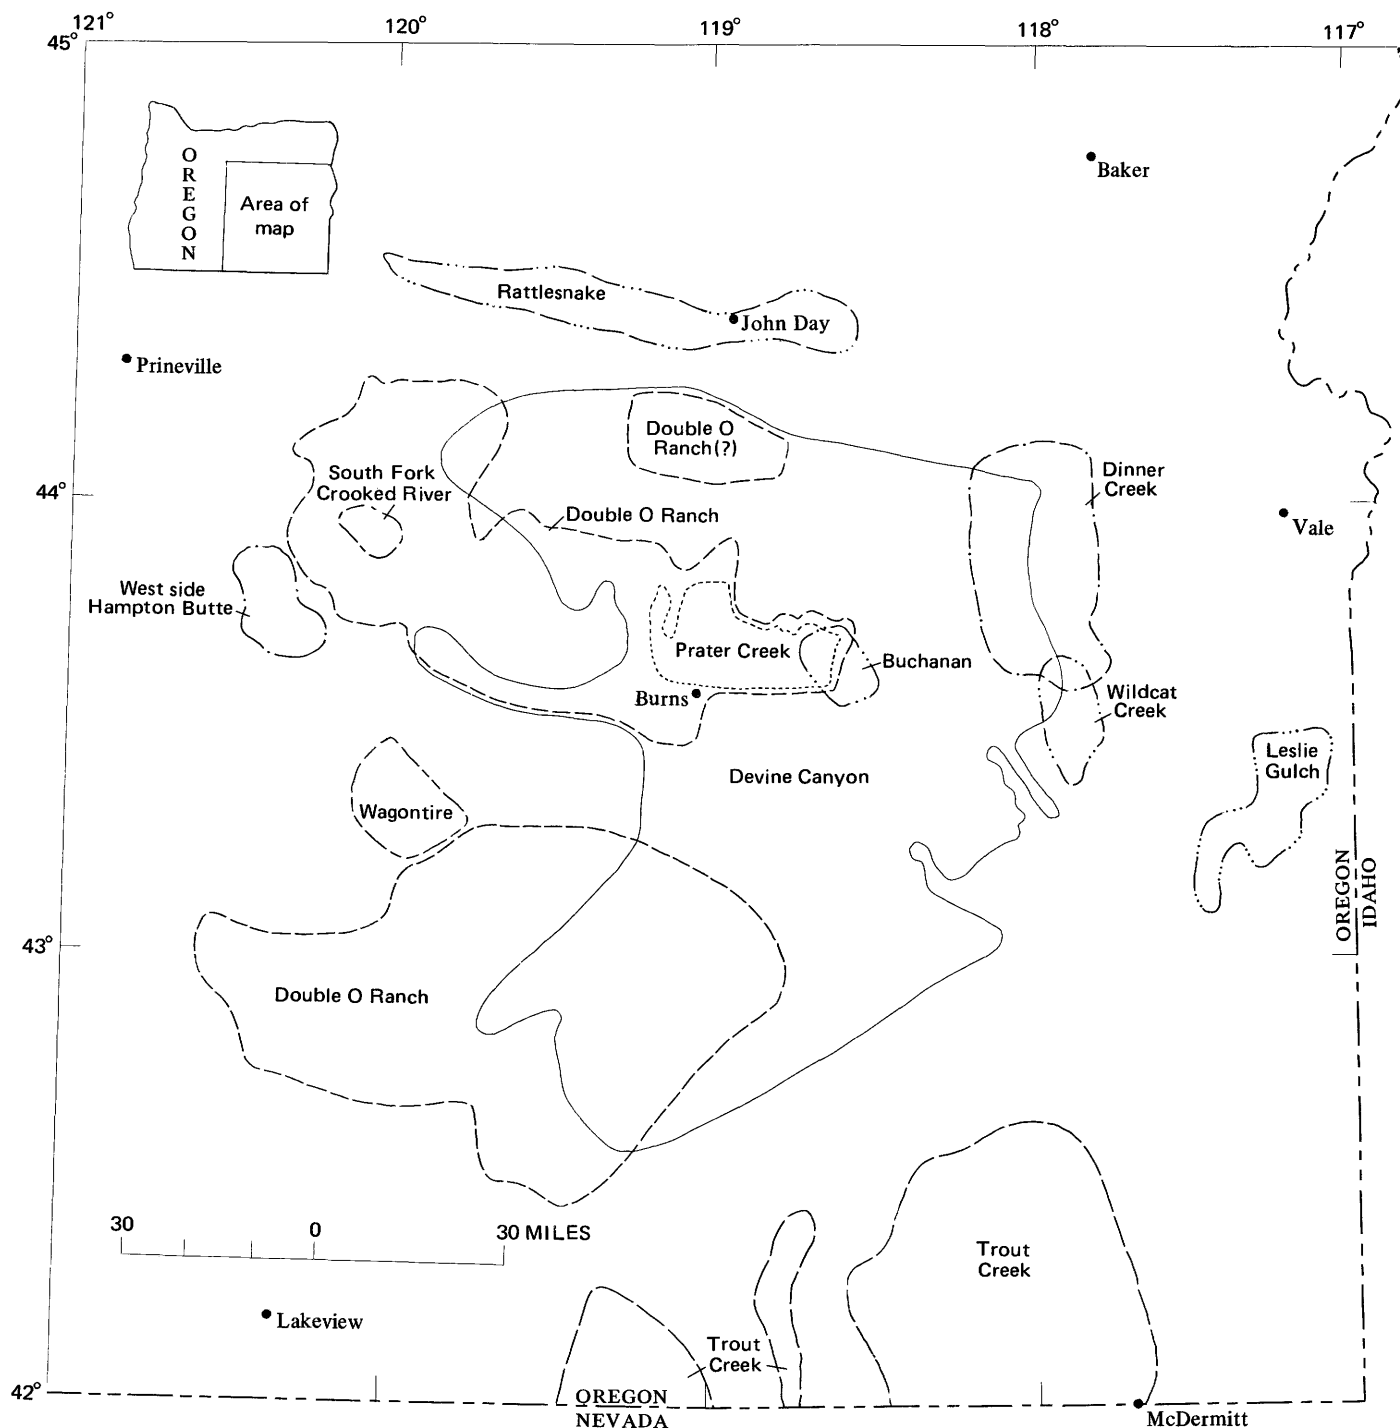 121° 120° 119° 118° 117°
45°
OREGON
Area of
map
Baker
Rattlesnake
John Day
Prineville
Double O
Ranch(?)
South Fork
Crooked River
Dinner
Creek
44°
Double O Ranch
Vale
West side
Hampton Butte
Prater Creek
Buchanan
Burns
Wildcat
Creek
Leslie
Gulch
Devine Canyon
Wagontire
OREGON
IDAHO
43°
Double O Ranch
30 0 30 MILES
Trout
Creek
Lakeview
Trout
Creek
42°
OREGON
NEVADA
McDermitt